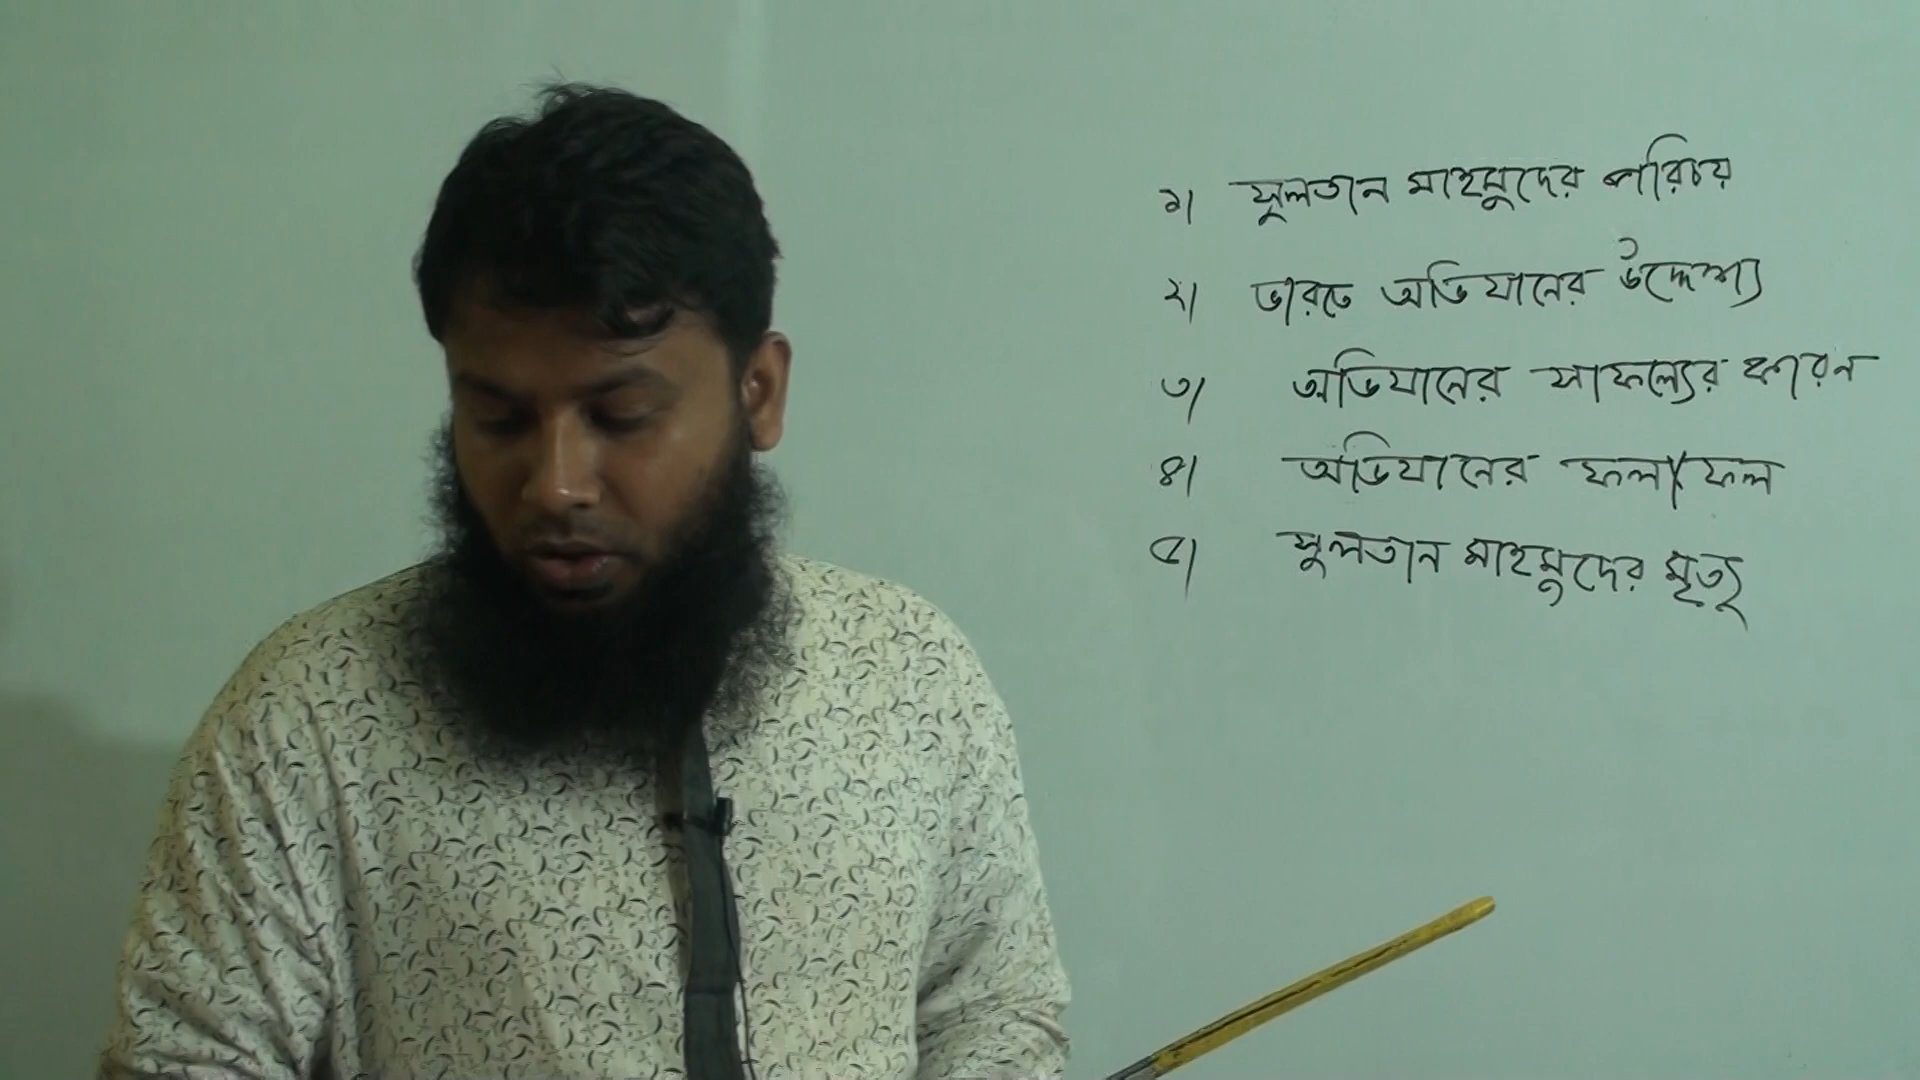 ১। সুলতান মাহমুদের পরিচয়
২। ভারত অভিযানের উদ্দেশ্য
৩। অভিযানের সাফল্যের কারন
৪। অভিযানের ফলাফল
৫। সুলতান মাহমুদের মৃত্যু